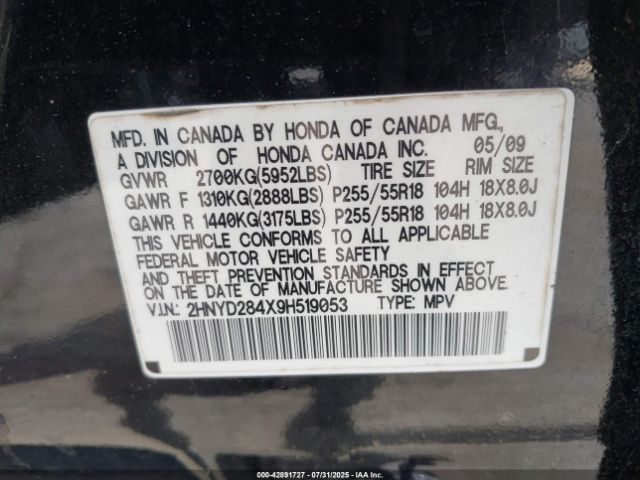 MFD. IN CANADA BY HONDA OF CANADA MFG.,
A DIVISION OF HONDA CANADA INC. 05/09
GVWR 2700KG(5952LBS) TIRE SIZE RIM SIZE
GAWR F 1310KG(2888LBS) P255/55R18 104H 18X8.0J
GAWR R 1440KG(3175LBS) P255/55R18 104H 18X8.0J
THIS VEHICLE CONFORMS TO ALL APPLICABLE
FEDERAL MOTOR VEHICLE SAFETY
AND THEFT PREVENTION STANDARDS IN EFFECT
ON THE DATE OF MANUFACTURE SHOWN ABOVE.
V.I.N.: 2HNYD284X9H519053 TYPE: MPV
000-42891727 - 07/31/2025 - IAA Inc.